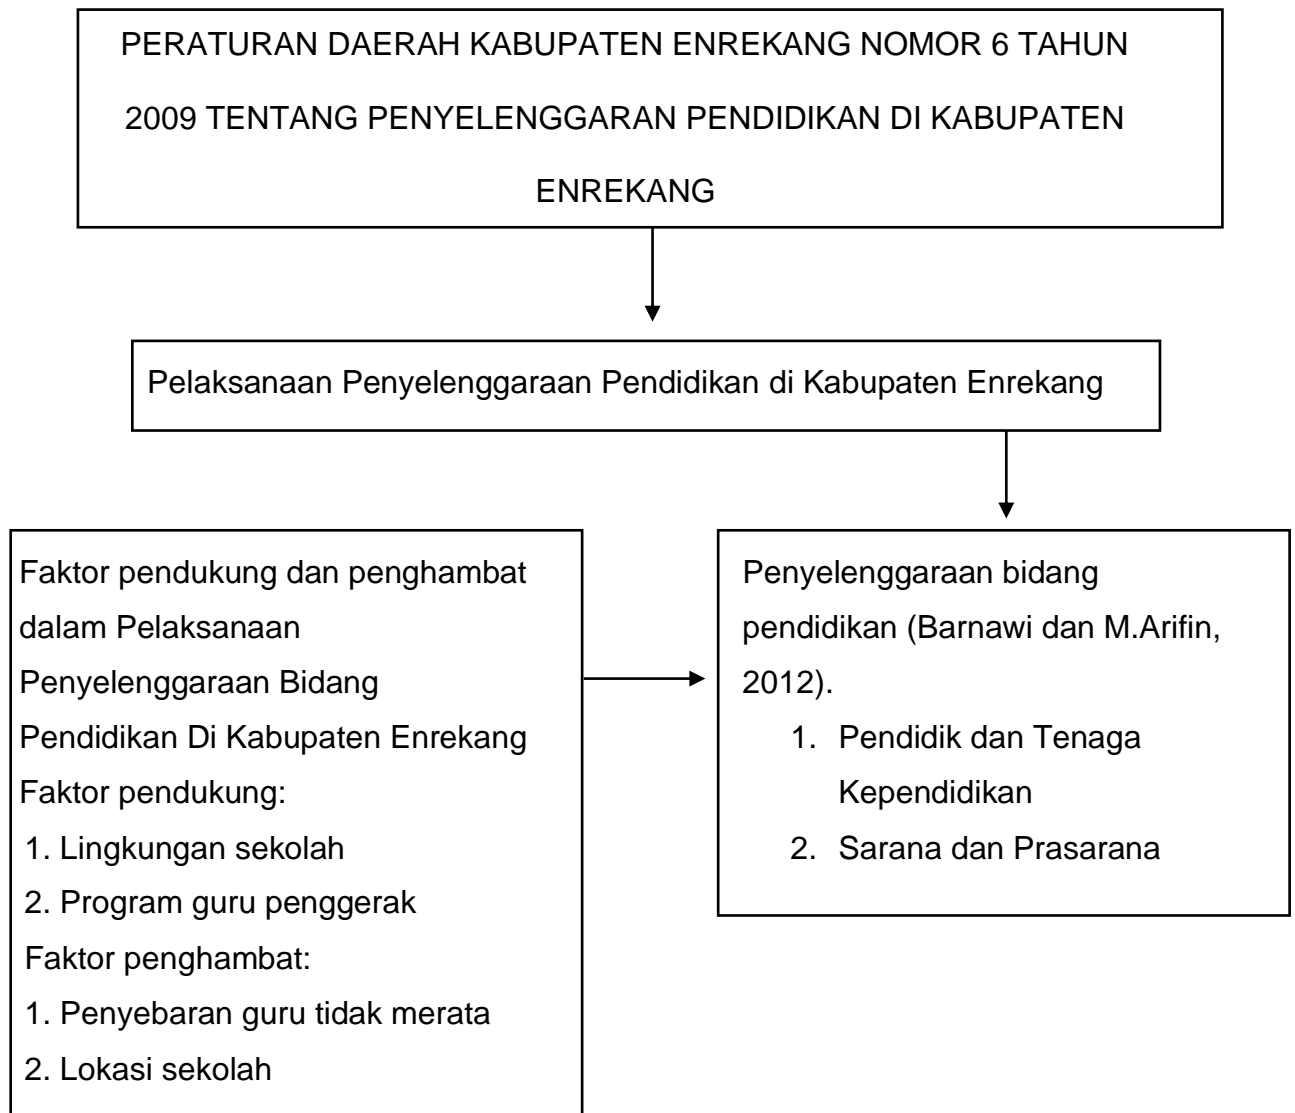 PERATURAN DAERAH KABUPATEN ENREKANG NOMOR 6 TAHUN
2009 TENTANG PENYELENGGARAN PENDIDIKAN DI KABUPATEN
ENREKANG
Pelaksanaan Penyelenggaraan Pendidikan di Kabupaten Enrekang
Faktor pendukung dan penghambat
dalam Pelaksanaan
Penyelenggaraan Bidang
Pendidikan Di Kabupaten Enrekang
Faktor pendukung:
1. Lingkungan sekolah
2. Program guru penggerak
Faktor penghambat:
1. Penyebaran guru tidak merata
2. Lokasi sekolah
Penyelenggaraan bidang
pendidikan (Barnawi dan M.Arifin,
2012).
1. Pendidik dan Tenaga
Kependidikan
2. Sarana dan Prasarana